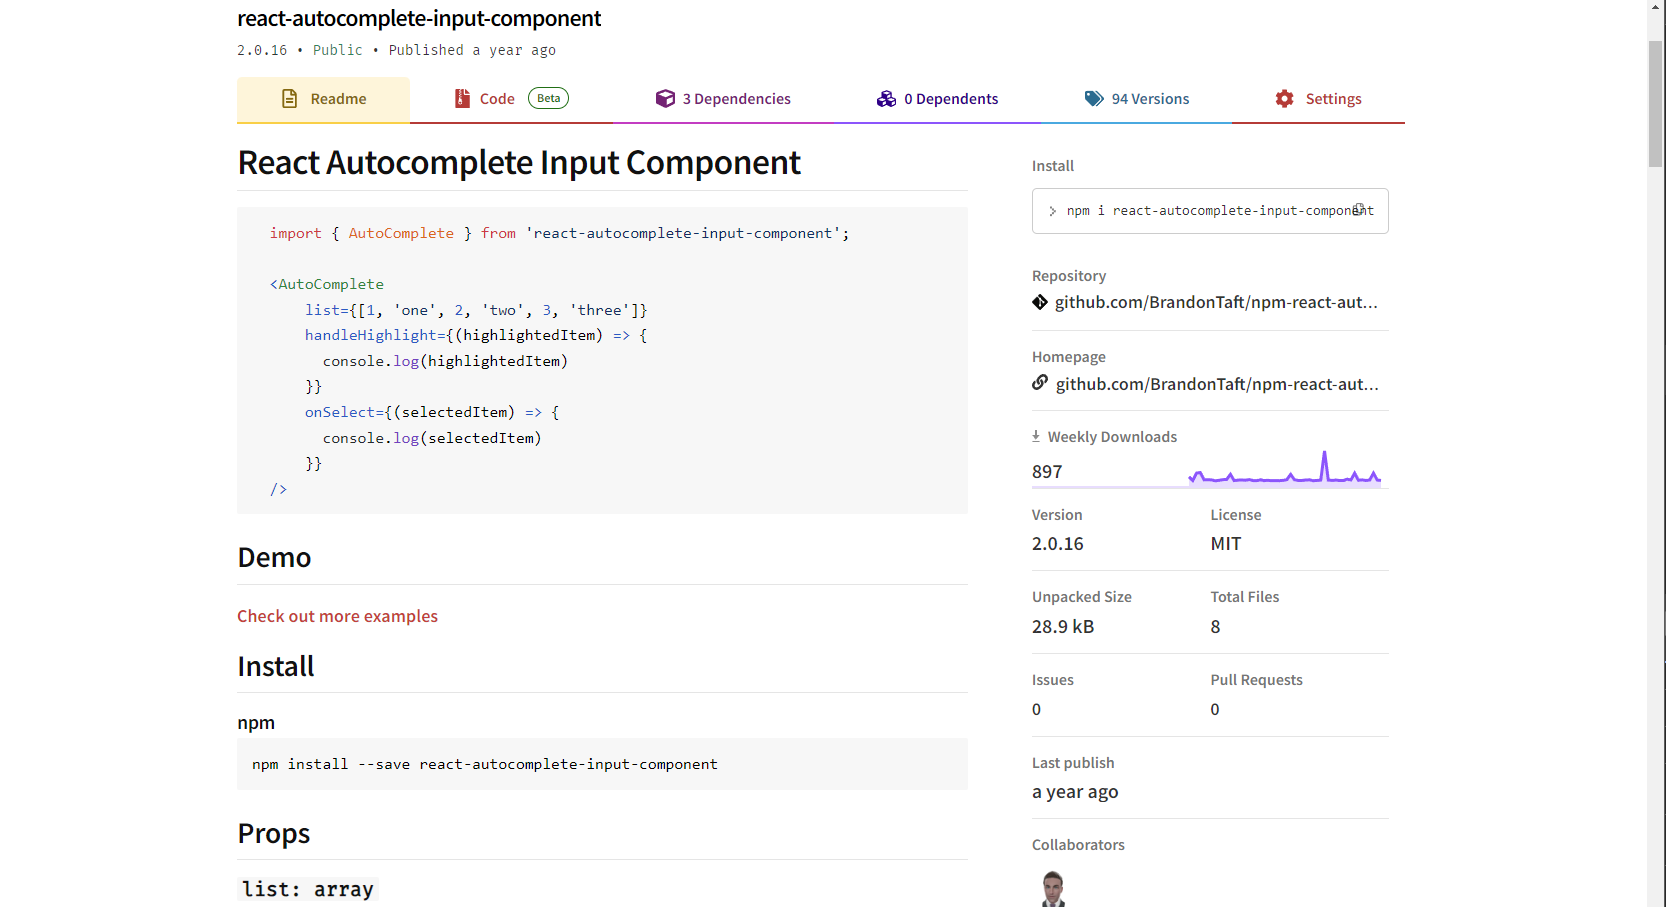 react-autocomplete-input-component
2.0.16 • Public • Published a year ago
Readme
Code Beta
3 Dependencies
0 Dependents
94 Versions
Settings
React Autocomplete Input Component
import { AutoComplete } from 'react-autocomplete-input-component';
<AutoComplete
list={[1, 'one', 2, 'two', 3, 'three']}
handleHighlight={(highlightedItem) => {
console.log(highlightedItem)
}}
onSelect={(selectedItem) => {
console.log(selectedItem)
}}
/>
Demo
Check out more examples
Install
npm
npm install --save react-autocomplete-input-component
Props
list: array
Install
> npm i react-autocomplete-input-component
Repository
github.com/BrandonTaft/npm-react-aut...
Homepage
github.com/BrandonTaft/npm-react-aut...
Weekly Downloads
897
Version
2.0.16
License
MIT
Unpacked Size
28.9 kB
Total Files
8
Issues
0
Pull Requests
0
Last publish
a year ago
Collaborators